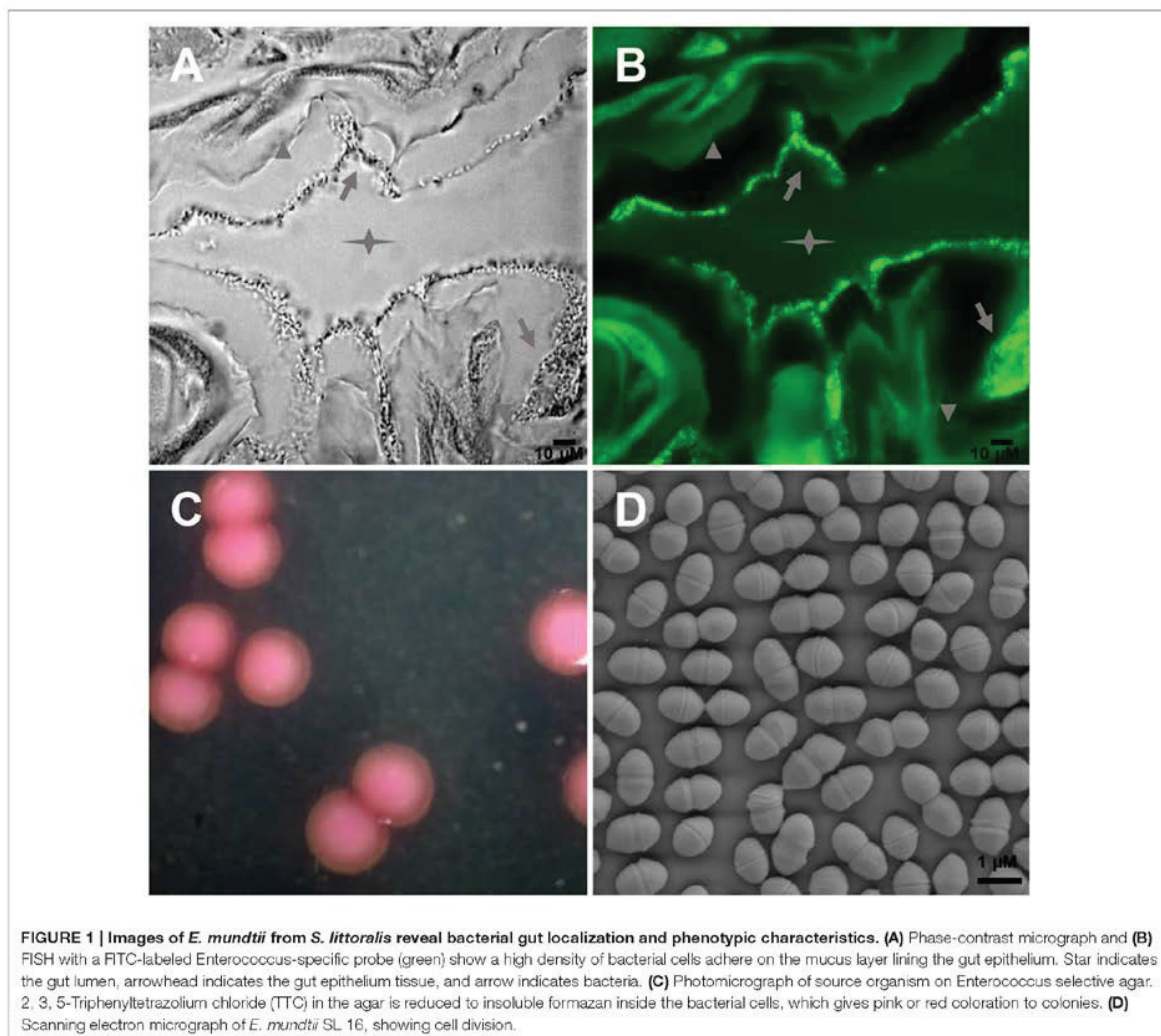 A
B
10 µM
10 µM
C
D
1 µM
FIGURE 1 | Images of E. mundtii from S. littoralis reveal bacterial gut localization and phenotypic characteristics. (A) Phase-contrast micrograph and (B)
FISH with a FITC-labeled Enterococcus-specific probe (green) show a high density of bacterial cells adhere on the mucus layer lining the gut epithelium. Star indicates
the gut lumen, arrowhead indicates the gut epithelium tissue, and arrow indicates bacteria. (C) Photomicrograph of source organism on Enterococcus selective agar.
2, 3, 5-Triphenyltetrazolium chloride (TTC) in the agar is reduced to insoluble formazan inside the bacterial cells, which gives pink or red coloration to colonies. (D)
Scanning electron micrograph of E. mundtii SL 16, showing cell division.